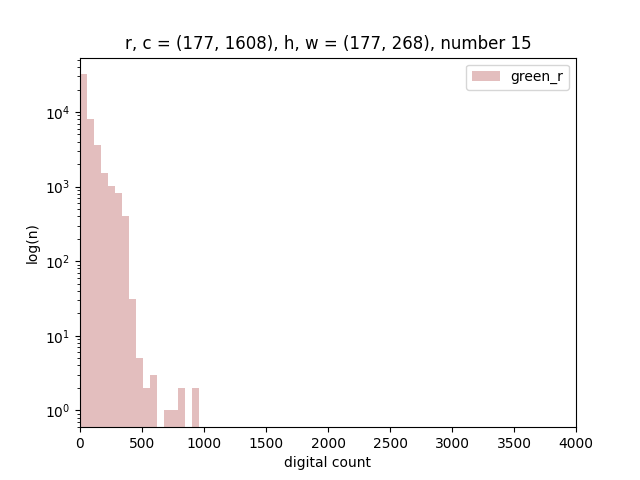 r, c = (177, 1608), h, w = (177, 268), number 15
green_r
10⁴
10³
10²
10¹
10⁰
log(n)
0 500 1000 1500 2000 2500 3000 3500 4000
digital count